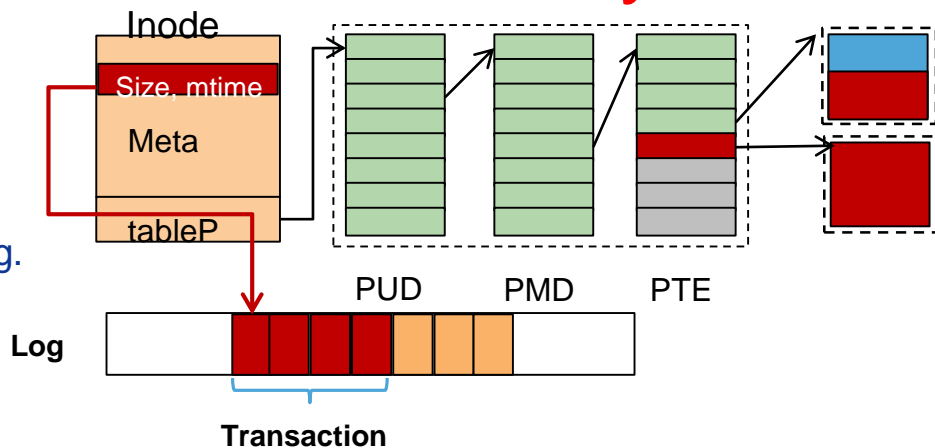 Inode
Size, mtime
Meta
tableP
g.
PUD PMD PTE
Log
Transaction